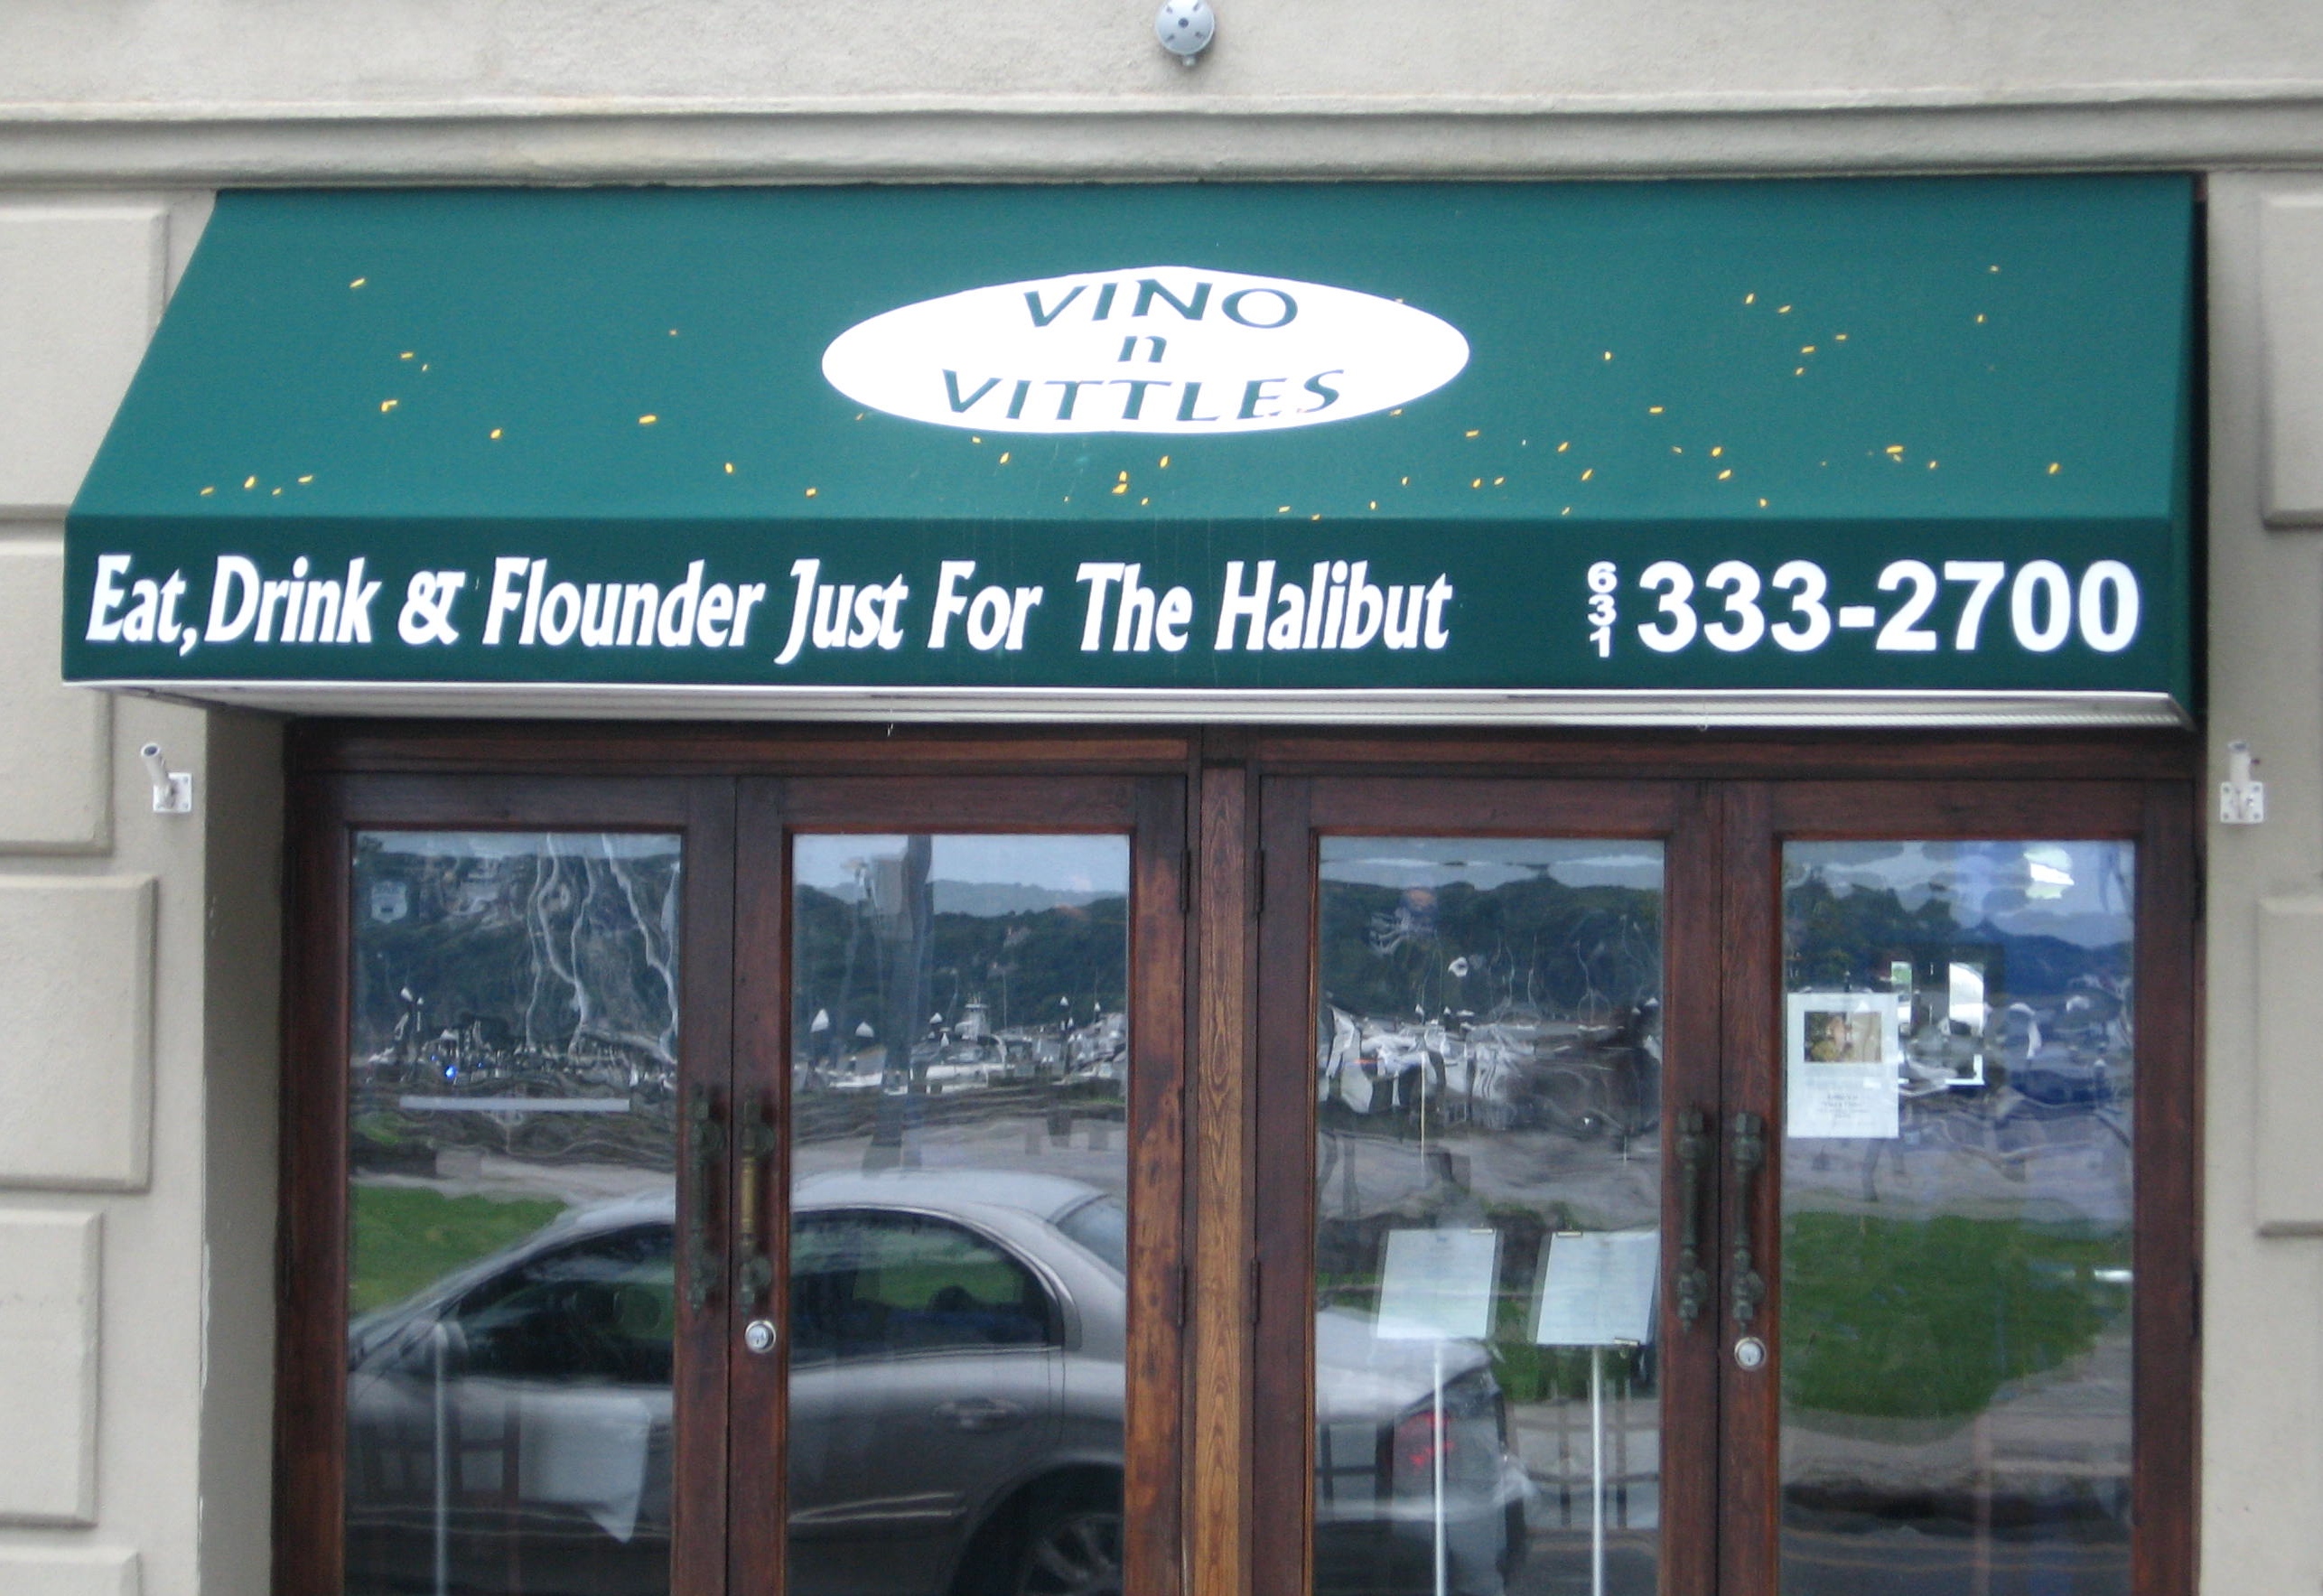 VINO
n
VITTLES
Eat, Drink & Flounder Just For The Halibut 631 333-2700